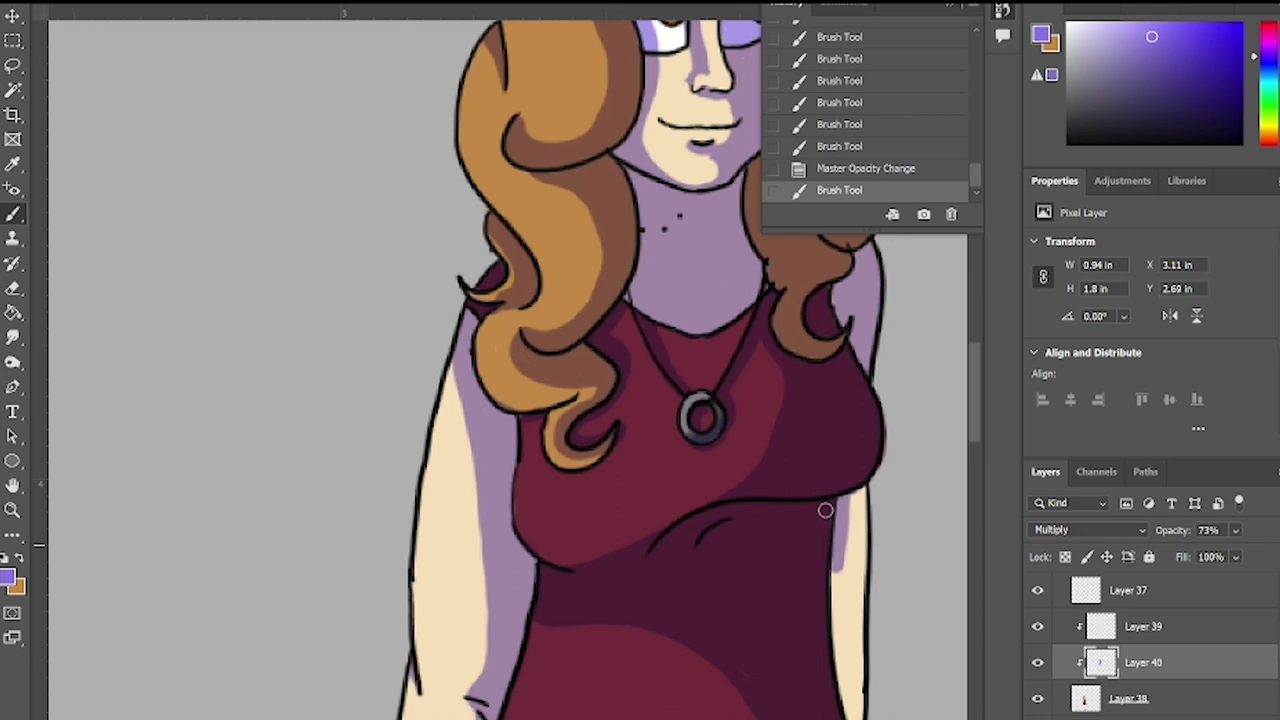 3
4
Brush Tool
Brush Tool
Brush Tool
Brush Tool
Brush Tool
Brush Tool
Master Opacity Change
Brush Tool
Properties Adjustments Libraries
Pixel Layer
Transform
W 0.94 in X 3.11 in
H 1.8 in Y 2.69 in
0.00°
Align and Distribute
Align:
Layers Channels Paths
Kind
Multiply Opacity: 73%
Lock: Fill: 100%
Layer 37
Layer 39
Layer 40
Layer 38